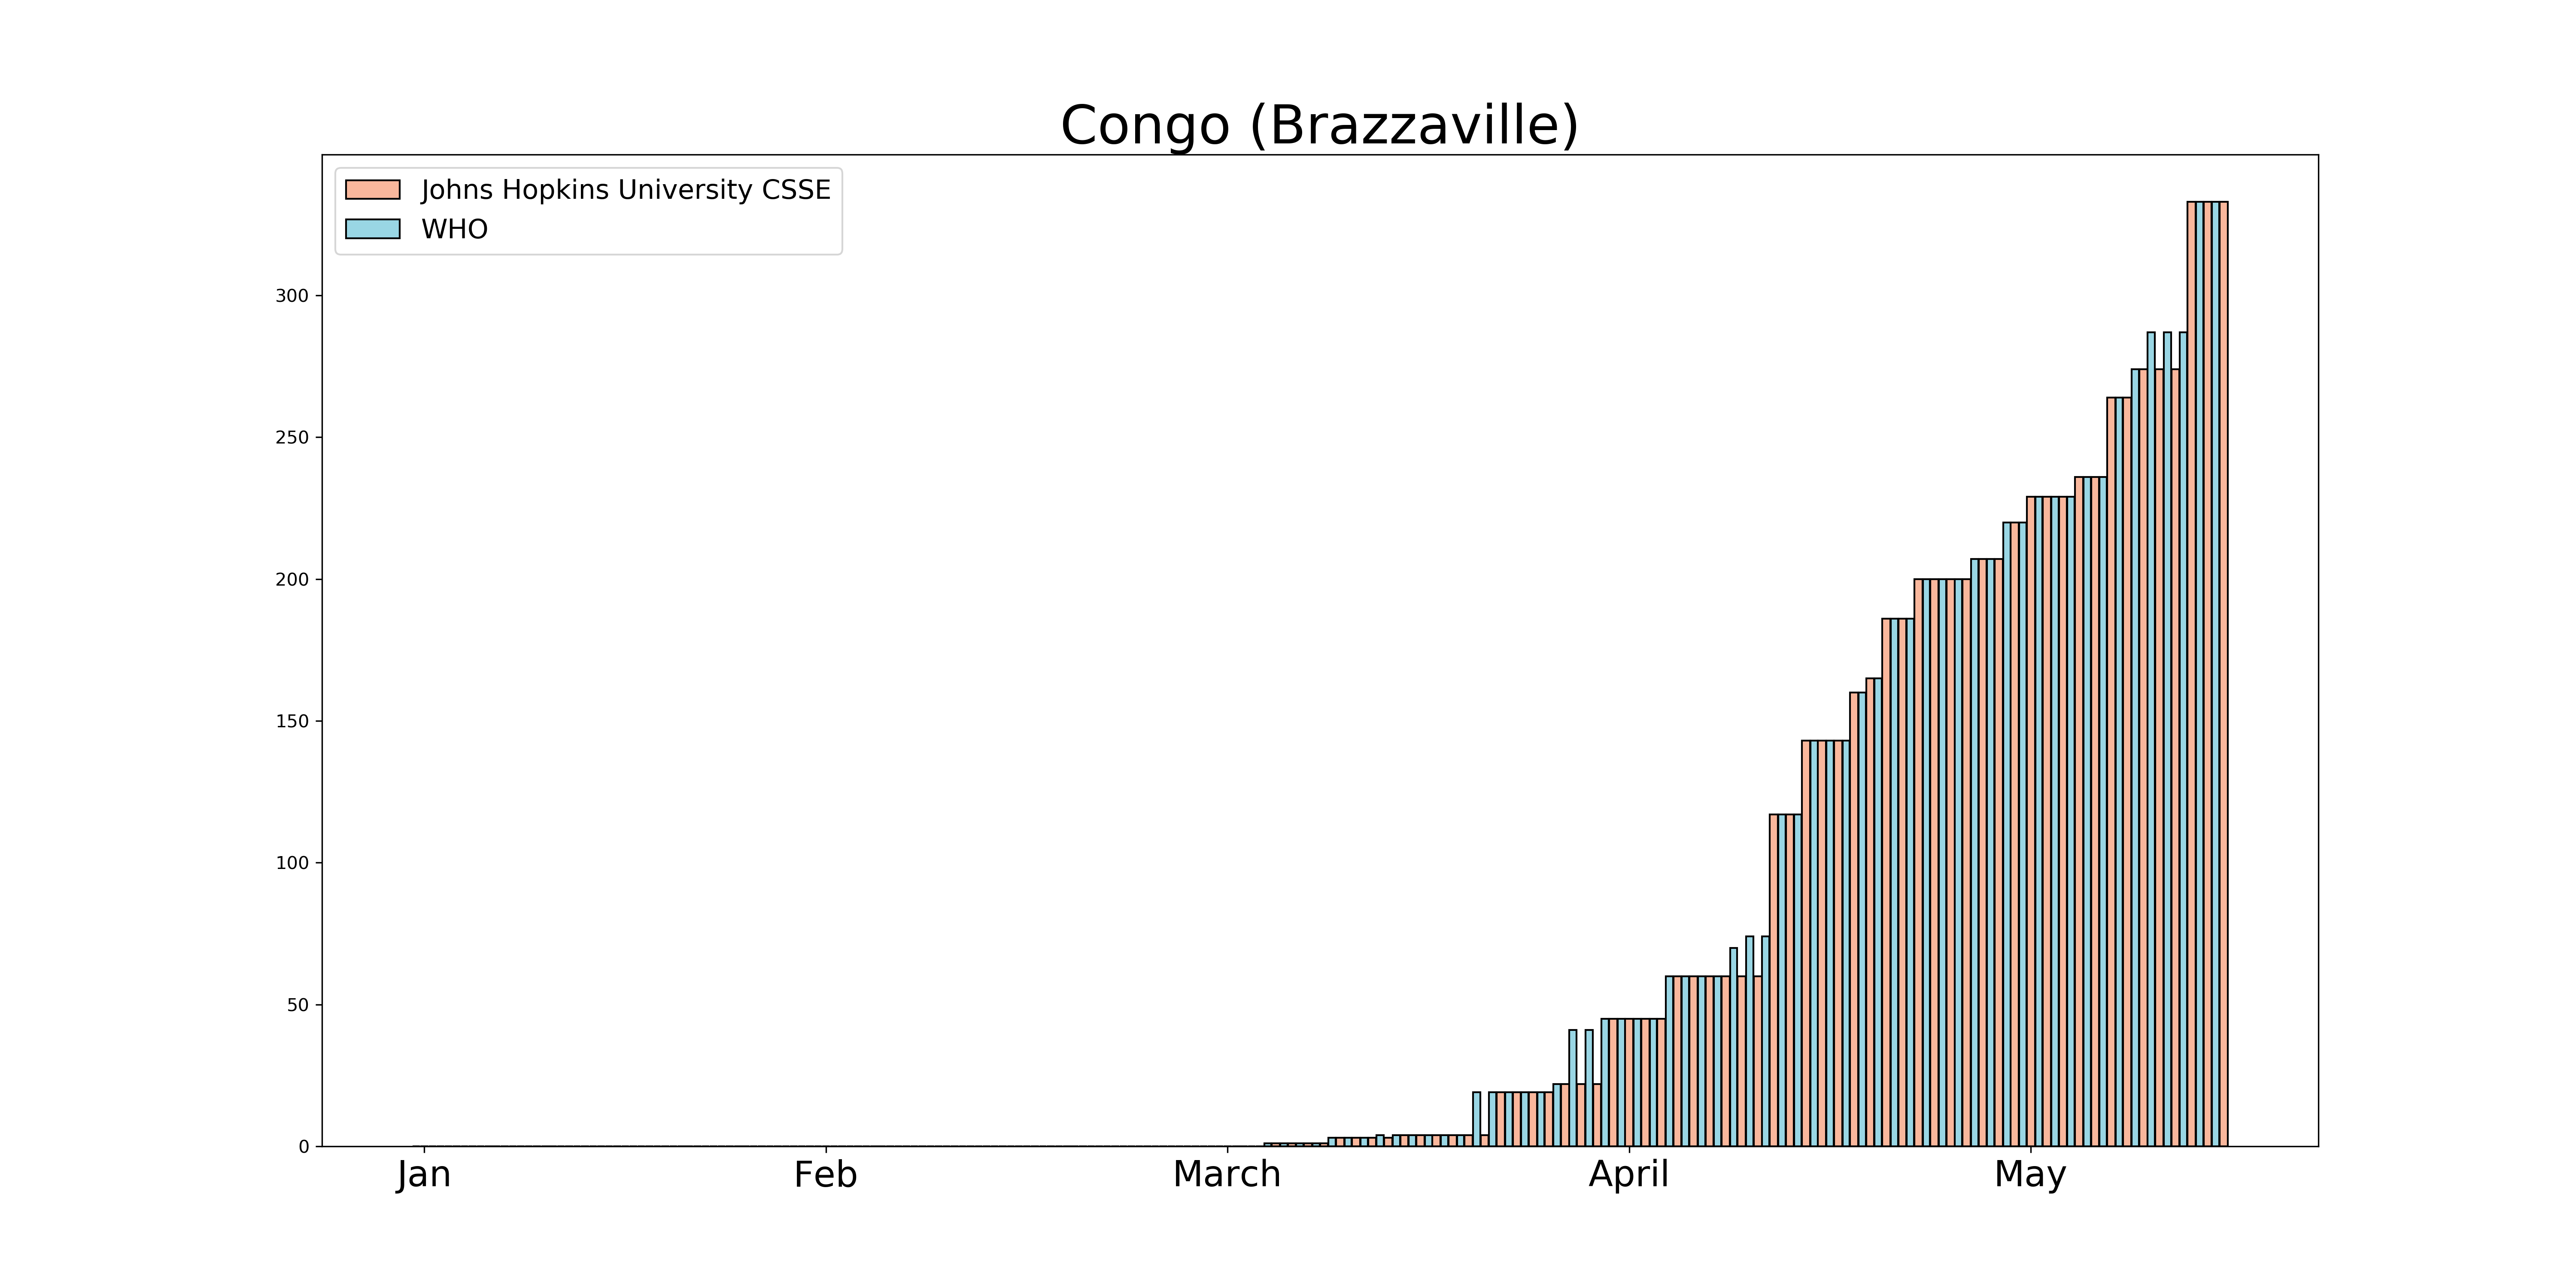 Congo (Brazzaville)
Johns Hopkins University CSSE
WHO
300
250
200
150
100
50
0
Jan Feb March April May